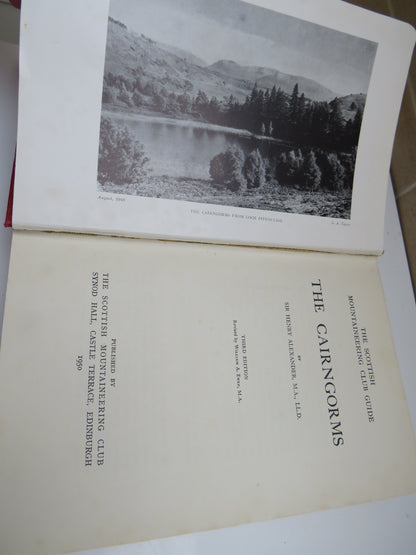 August, 1938
THE CAIRNGORMS FROM LOCH PITYOULISH
THE SCOTTISH
MOUNTAINEERING CLUB GUIDE
THE CAIRNGORMS
BY
SIR HENRY ALEXANDER, M.A., LL.D.
THIRD EDITION
Revised by WILLIAM A. EWEN, M.A.
PUBLISHED BY
THE SCOTTISH MOUNTAINEERING CLUB
SYNOD HALL, CASTLE TERRACE, EDINBURGH
1950